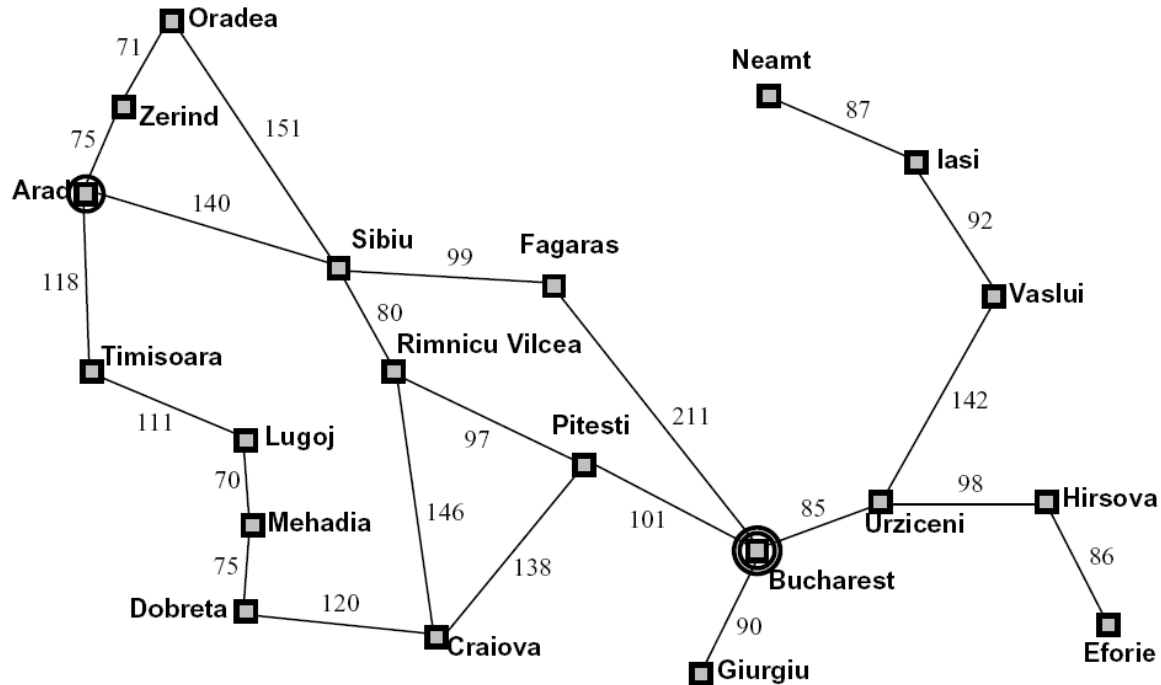 Oradea
71
Neamt
Zerind
87
75
151
Iasi
Arad
140
92
Sibiu
Fagaras
99
118
Vaslui
80
Rimnicu Vilcea
Timisoara
142
111
211
Lugoj
97
Pitesti
70
98
Hirsova
146
101
85
Urziceni
Mehadia
86
75
138
Bucharest
Dobreta
120
90
Craiova
Eforie
Giurgiu